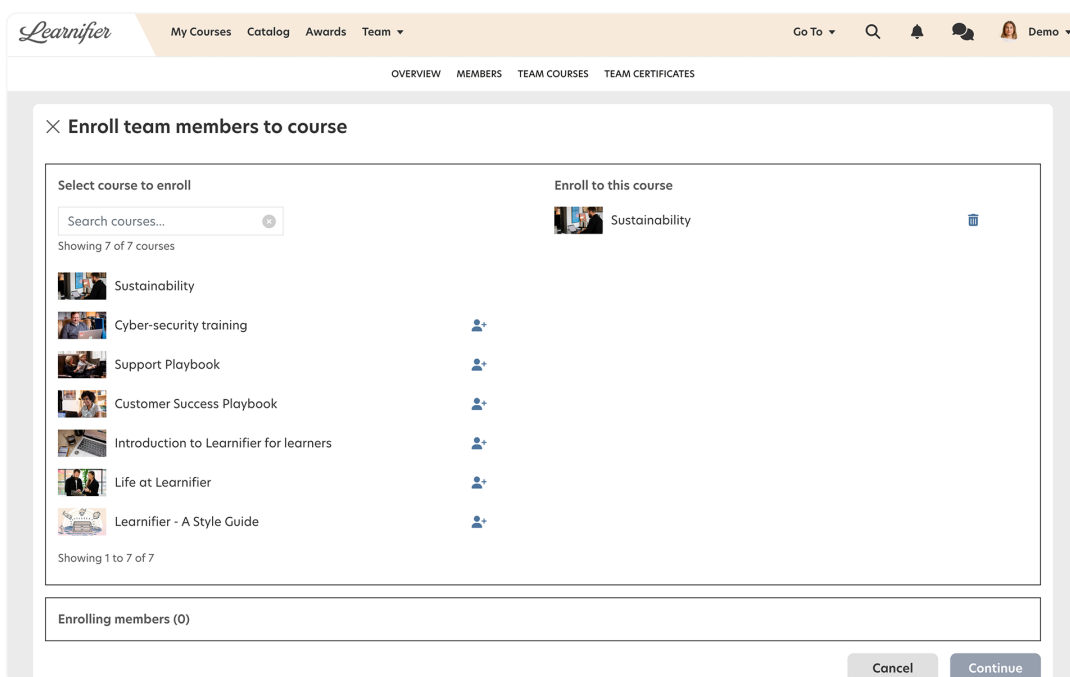 Learnifier
My Courses Catalog Awards Team Go To Demo
OVERVIEW MEMBERS TEAM COURSES TEAM CERTIFICATES
Enroll team members to course
Select course to enroll
Search courses...
Showing 7 of 7 courses
Sustainability
Cyber-security training
Support Playbook
Customer Success Playbook
Introduction to Learnifier for learners
Life at Learnifier
Learnifier - A Style Guide
Showing 1 to 7 of 7
Enroll to this course
Sustainability
Enrolling members (0)
Cancel Continue